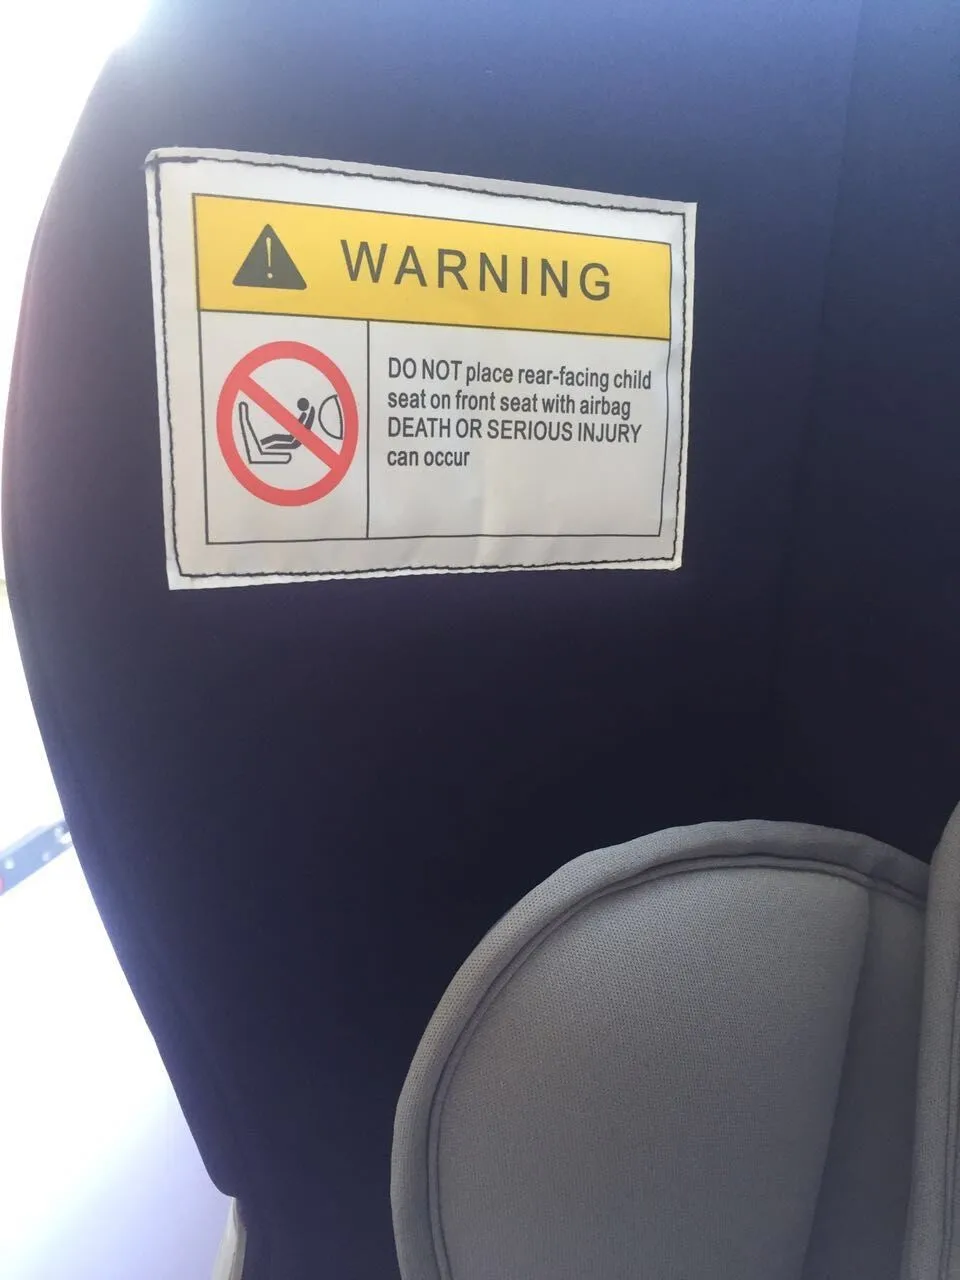 WARNING
DO NOT place rear-facing child
seat on front seat with airbag
DEATH OR SERIOUS INJURY
can occur